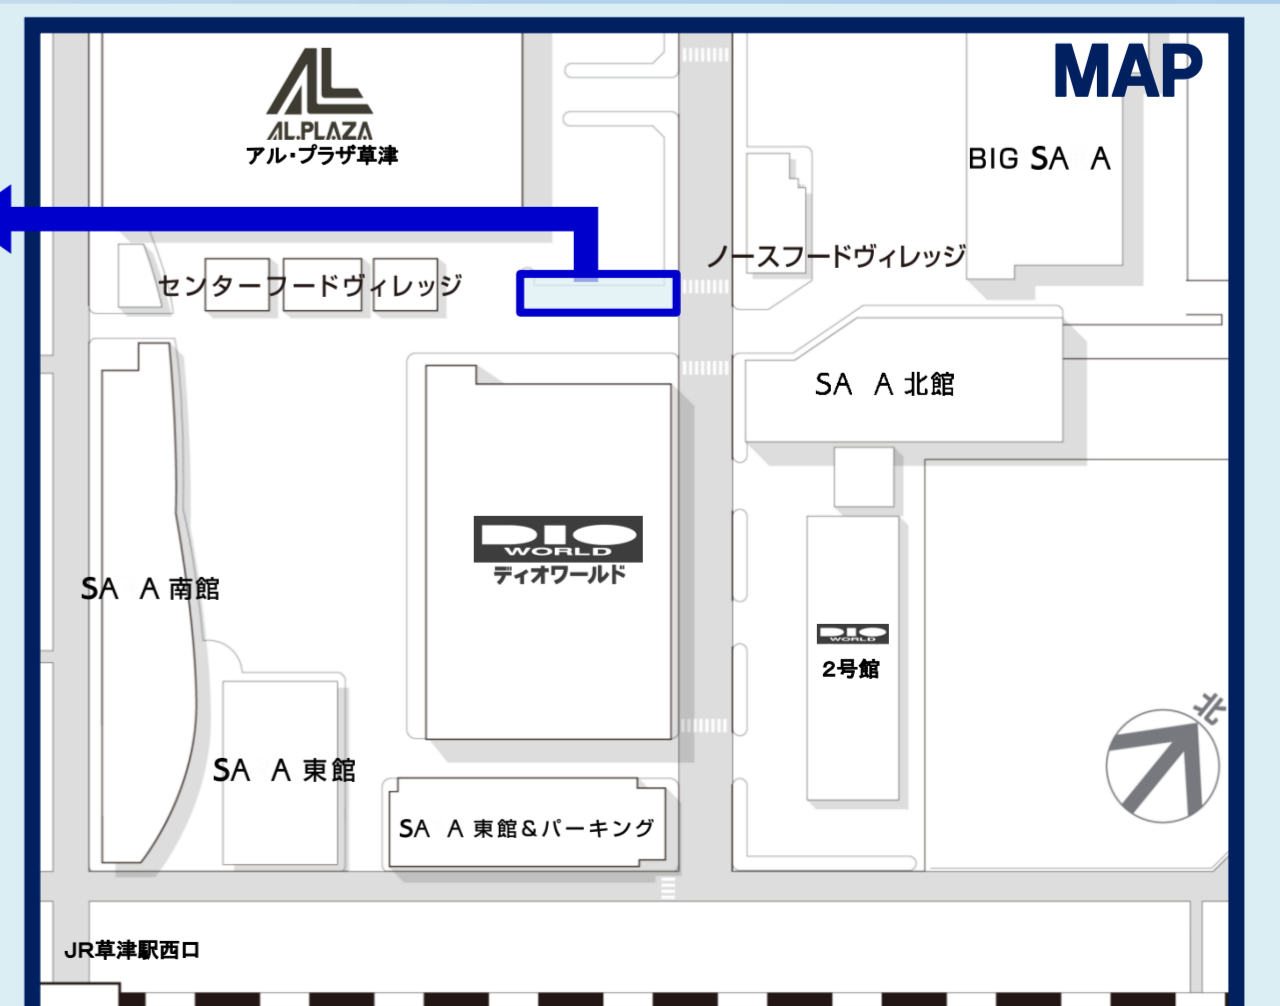 MAP
AL.PLAZA
アル・プラザ草津
BIG SA A
ノースフードヴィレッジ
センターフードヴィレッジ
SA A 北館
DIO
WORLD
ディオワールド
SA A 南館
DIO
WORLD
2号館
北
SA A 東館
SA A 東館&パーキング
JR草津駅西口